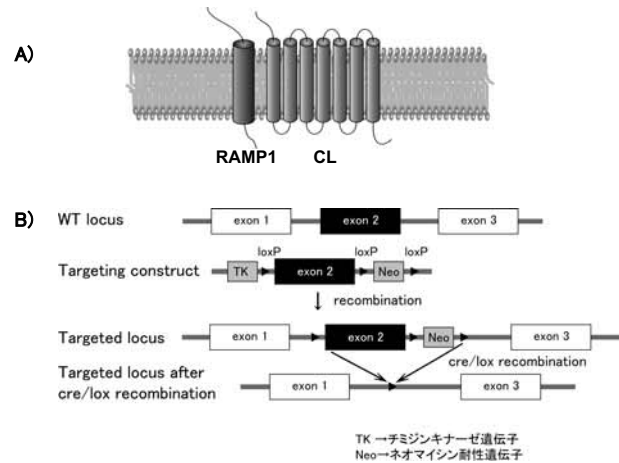 A)
RAMP1 CL
B)
WT locus
exon 1 exon 2 exon 3
loxP loxP loxP
Targeting construct
TK exon 2 Neo
recombination
Targeted locus
exon 1 exon 2 Neo exon 3
cre/lox recombination
Targeted locus after
cre/lox recombination
exon 1 exon 3
TK →チミジンキナーゼ遺伝子
Neo→ネオマイシン耐性遺伝子